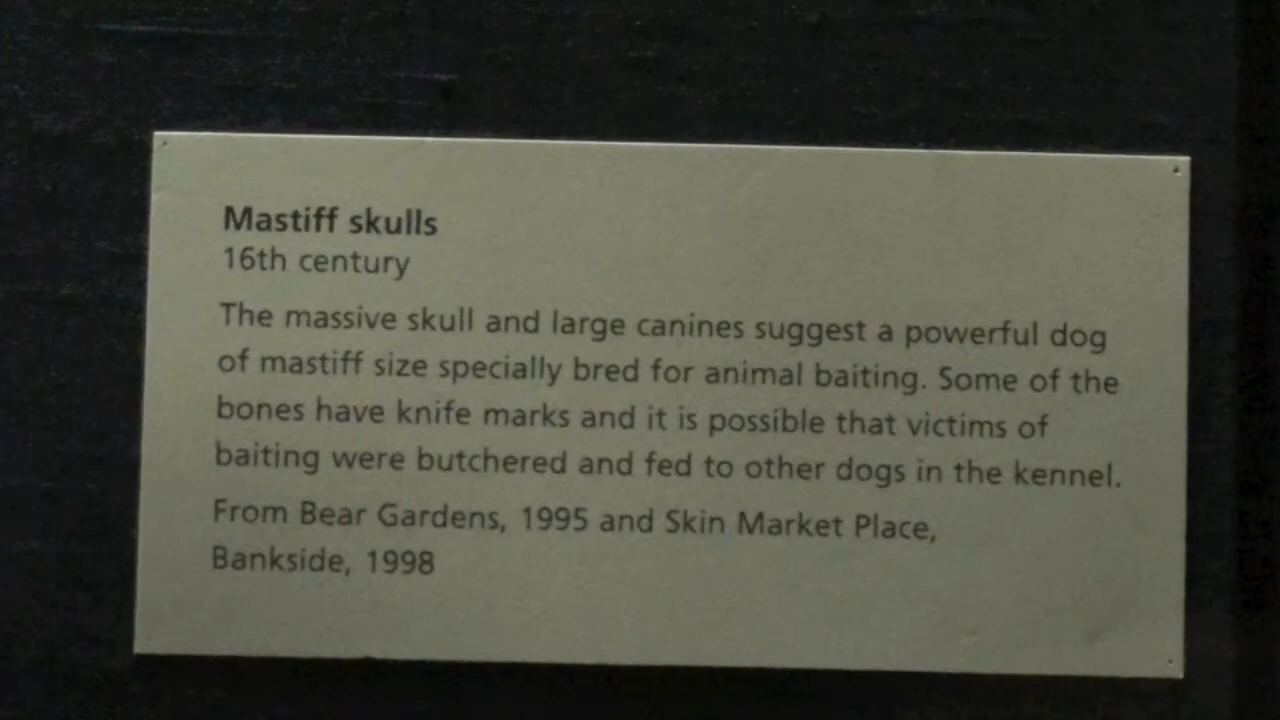 Mastiff skulls
16th century
The massive skull and large canines suggest a powerful dog
of mastiff size specially bred for animal baiting. Some of the
bones have knife marks and it is possible that victims of
baiting were butchered and fed to other dogs in the kennel.
From Bear Gardens, 1995 and Skin Market Place,
Bankside, 1998